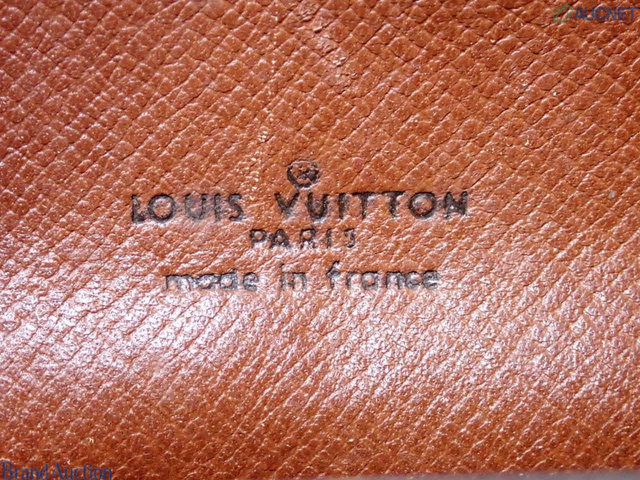 AUCNET
®
LOUIS VUITTON
PARIS
made in france
Brand Auction